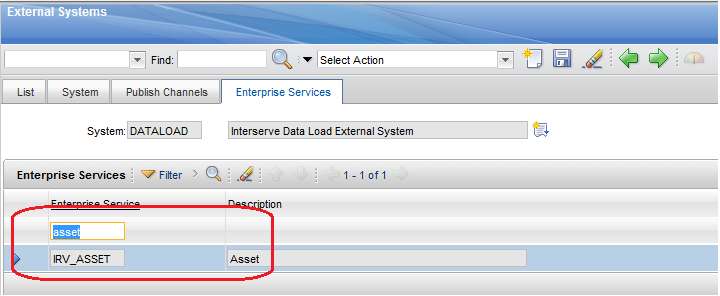 External Systems
Find: Select Action
List System Publish Channels Enterprise Services
System: DATALOAD Interserve Data Load External System
Enterprise Services Filter 1 - 1 of 1
Enterprise Service Description
asset
IRV_ASSET Asset